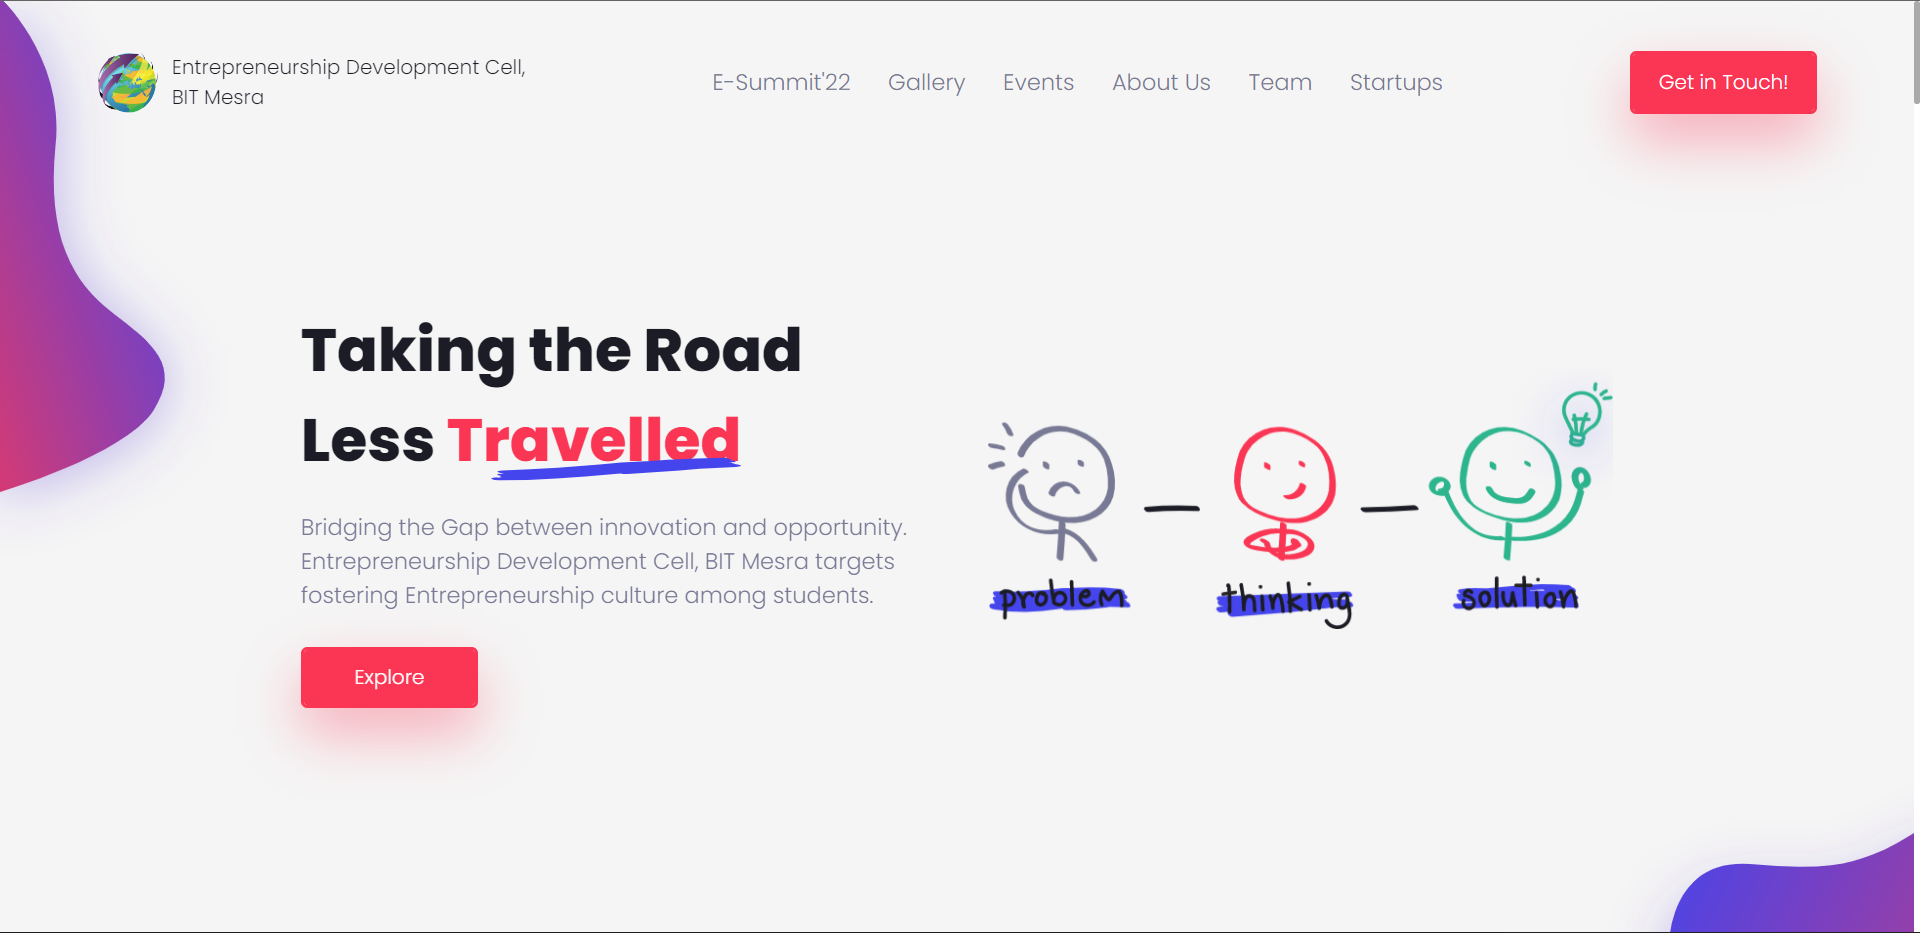 Entrepreneurship Development Cell,
BIT Mesra
E-Summit'22 Gallery Events About Us Team Startups
Get in Touch!
Taking the Road
Less Travelled
Bridging the Gap between innovation and opportunity.
Entrepreneurship Development Cell, BIT Mesra targets
fostering Entrepreneurship culture among students.
Explore
problem thinking solution